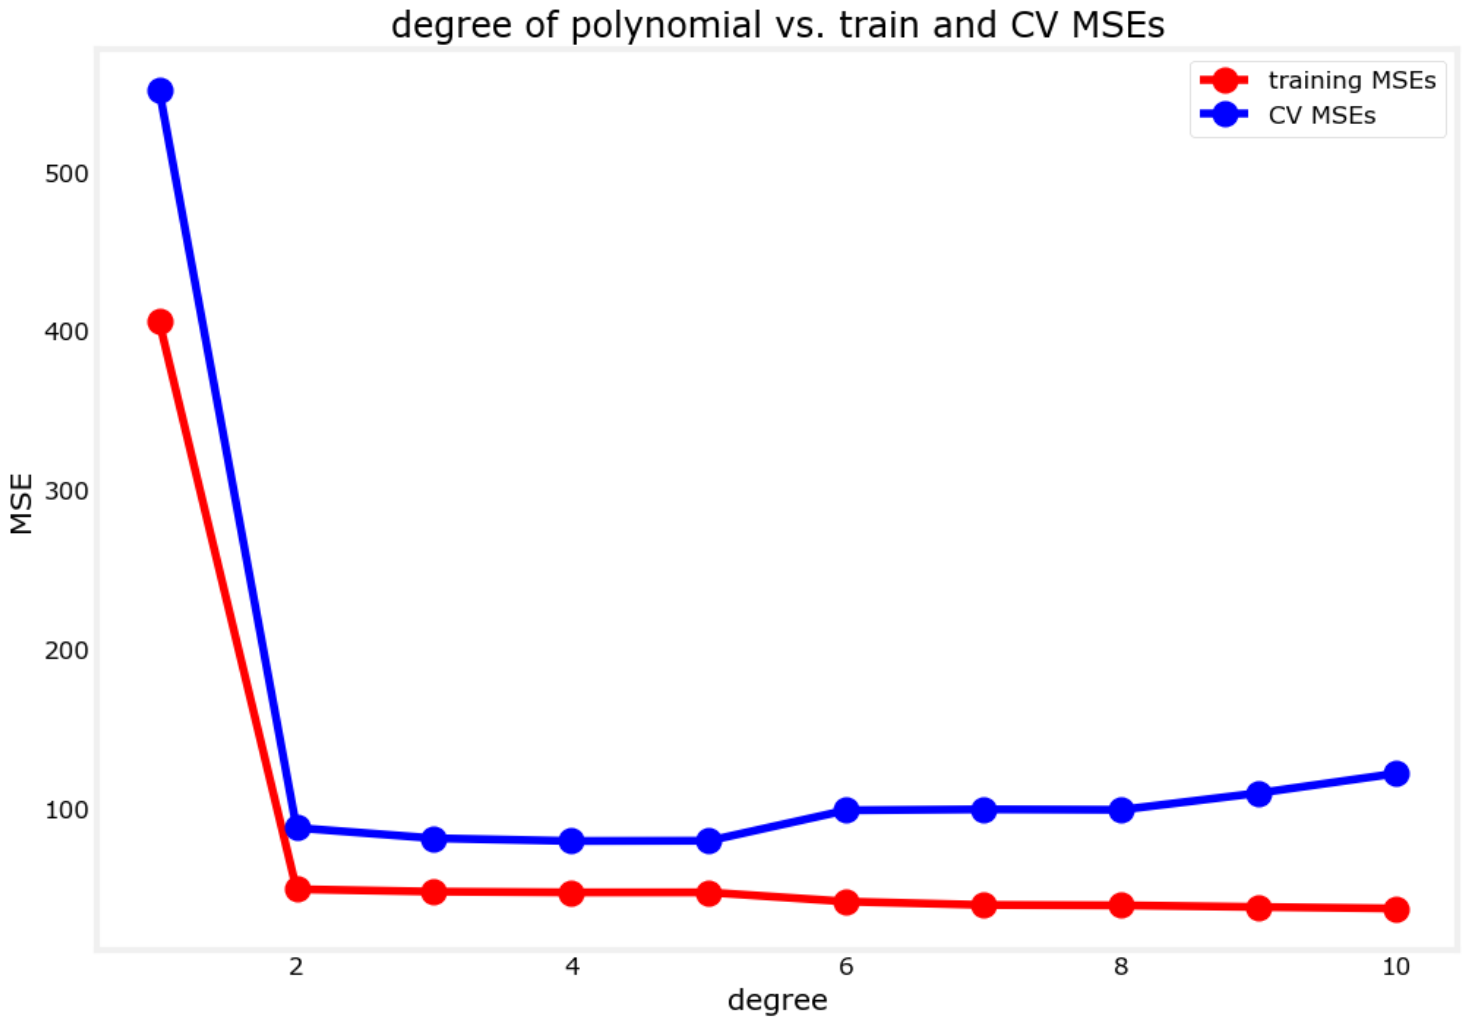 degree of polynomial vs. train and CV MSEs
training MSEs
CV MSEs
500
400
300
200
100
MSE
2 4 6 8 10
degree